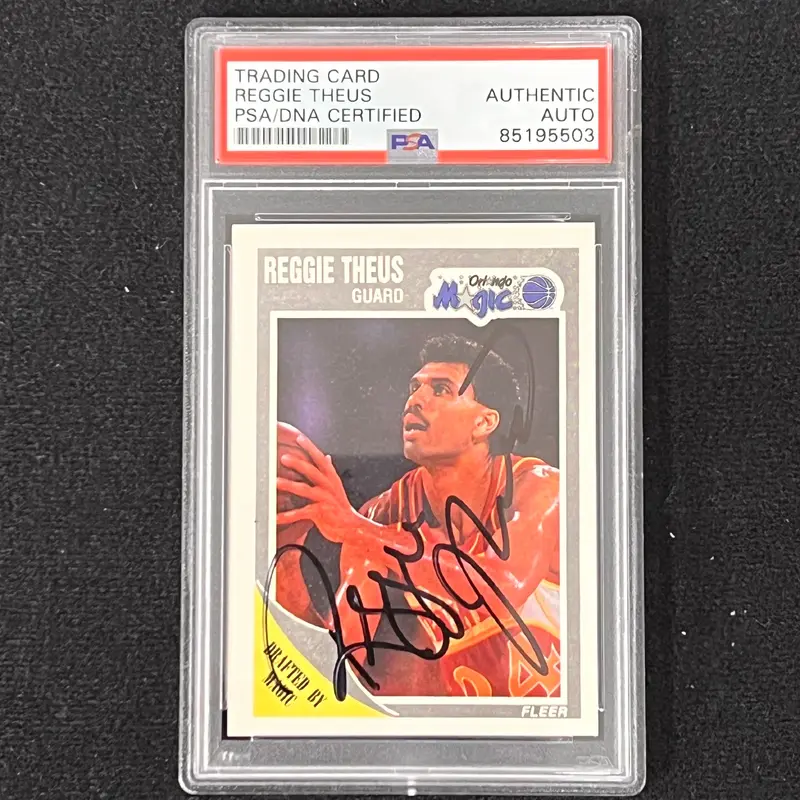 TRADING CARD
REGGIE THEUS
PSA/DNA CERTIFIED
AUTHENTIC
AUTO
85195503
PSA
REGGIE THEUS
GUARD
Orlando
Magic
DRAFTED BY
MAGIC
FLEER